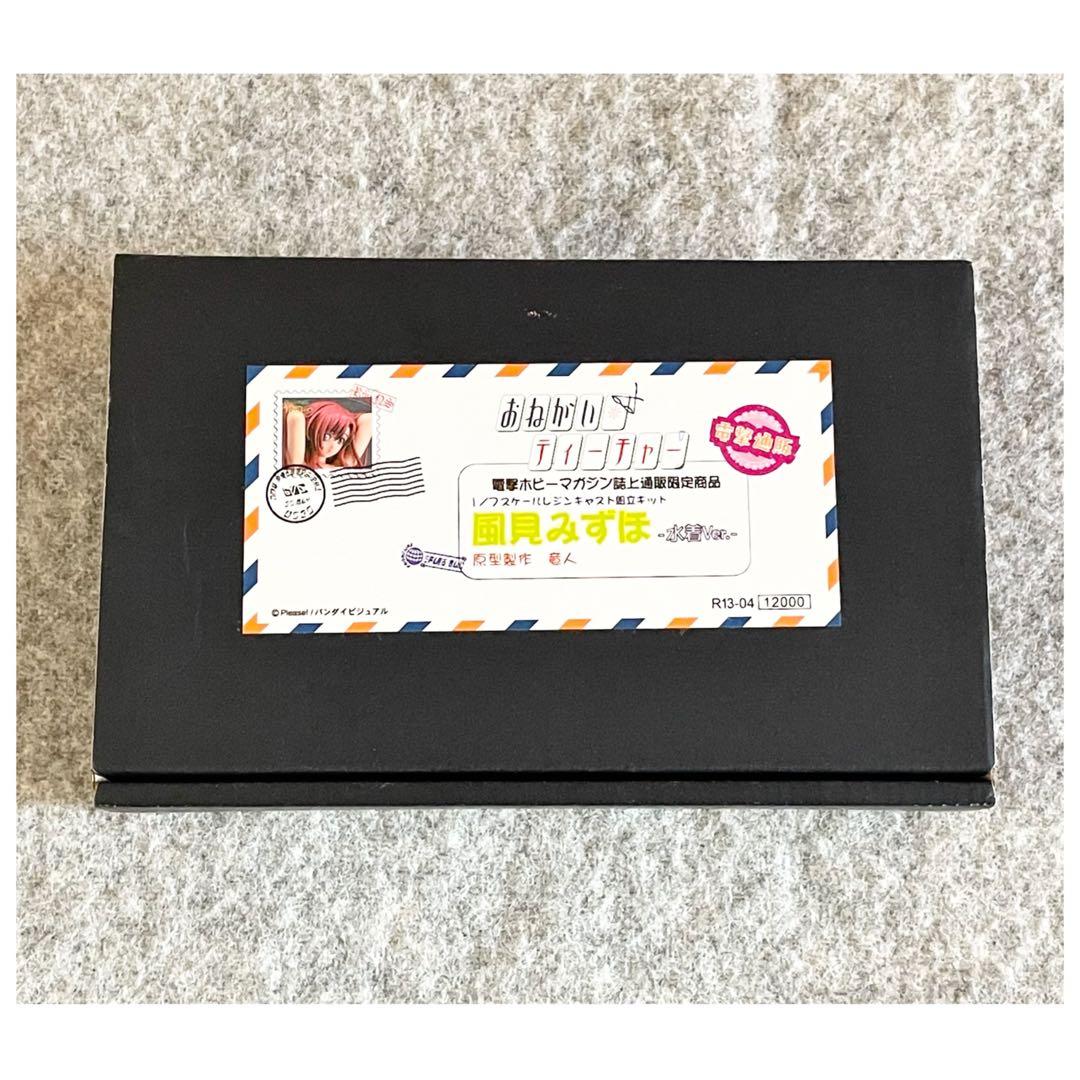 おねがい☆
ティーチャー
電撃通販
電撃ホビーマガジン誌上通販限定商品
1/7スケールレジンキャスト組立キット
風見みずほ -水着Ver.-
原型製作 竜人
©Please!/バンダイビジュアル
R13-04 12000